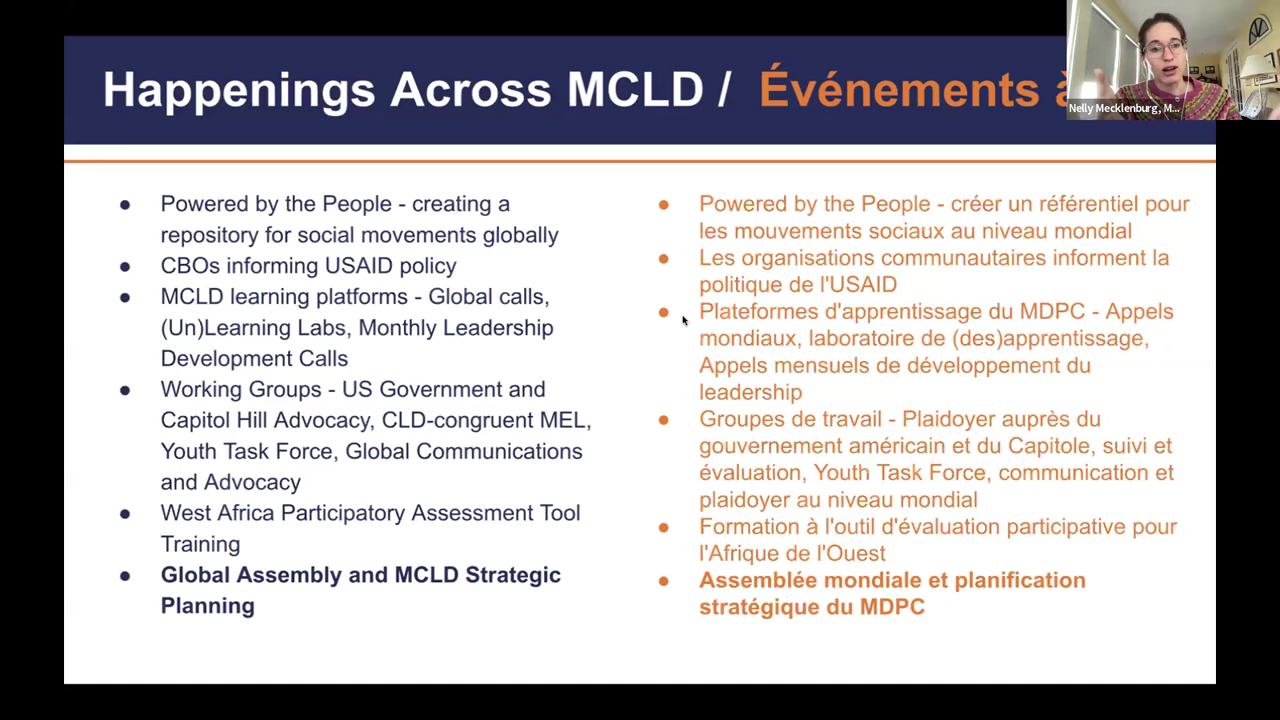 Happenings Across MCLD / Événements à
Nelly Mecklenburg, M...
● Powered by the People - creating a
repository for social movements globally
● CBOs informing USAID policy
● MCLD learning platforms - Global calls,
(Un)Learning Labs, Monthly Leadership
Development Calls
● Working Groups - US Government and
Capitol Hill Advocacy, CLD-congruent MEL,
Youth Task Force, Global Communications
and Advocacy
● West Africa Participatory Assessment Tool
Training
● Global Assembly and MCLD Strategic
Planning
● Powered by the People - créer un référentiel pour
les mouvements sociaux au niveau mondial
● Les organisations communautaires informent la
politique de l'USAID
● Plateformes d'apprentissage du MDPC - Appels
mondiaux, laboratoire de (des)apprentissage,
Appels mensuels de développement du
leadership
● Groupes de travail - Plaidoyer auprès du
gouvernement américain et du Capitole, suivi et
évaluation, Youth Task Force, communication et
plaidoyer au niveau mondial
● Formation à l'outil d'évaluation participative pour
l'Afrique de l'Ouest
● Assemblée mondiale et planification
stratégique du MDPC